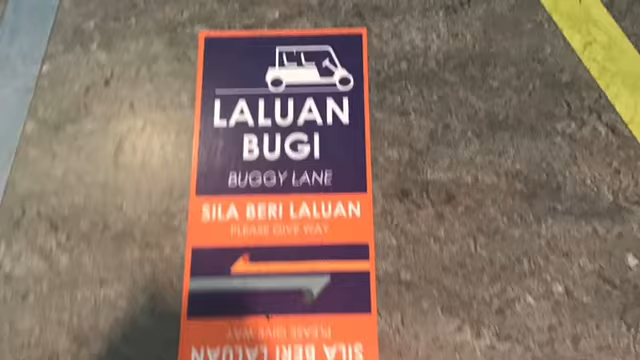 LALUAN
BUGI
BUGGY LANE
SILA BERI LALUAN
PLEASE GIVE WAY
PLEASE GIVE WAY
SILA BERI LALUAN